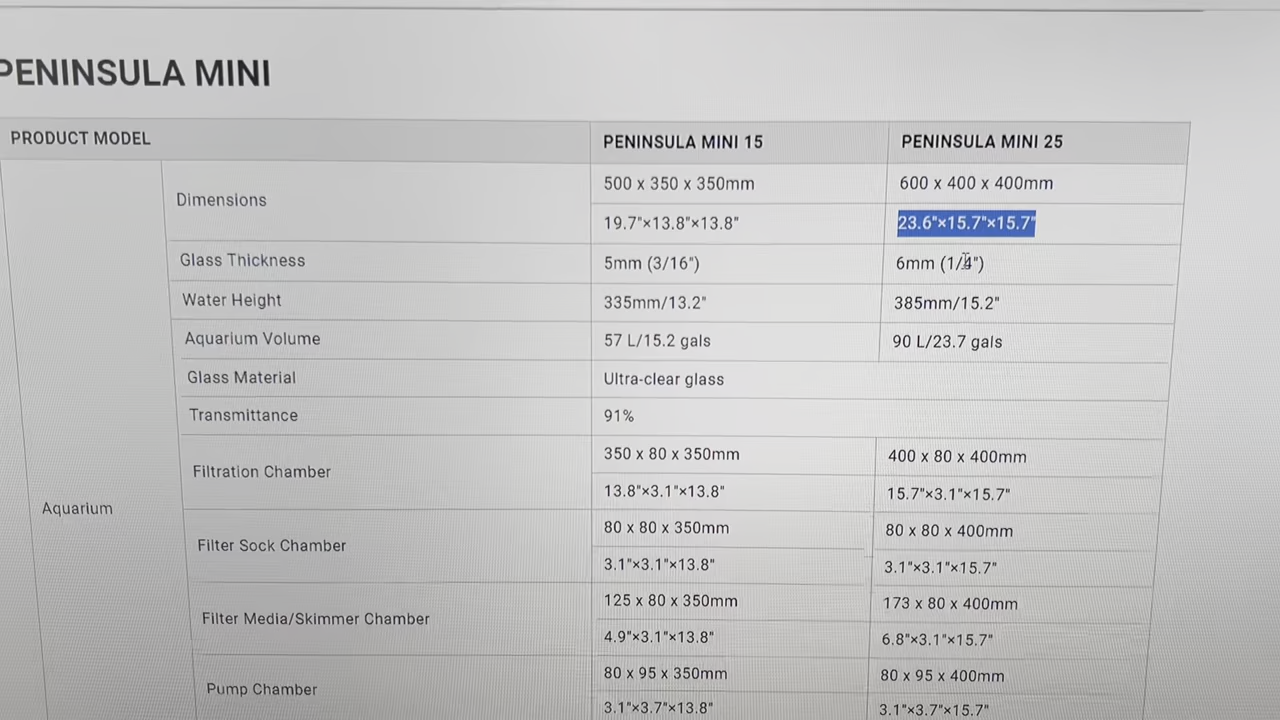 PENINSULA MINI
PRODUCT MODEL PENINSULA MINI 15 PENINSULA MINI 25
Dimensions 500 x 350 x 350mm 600 x 400 x 400mm
19.7"×13.8"×13.8" 23.6"×15.7"×15.7"
Glass Thickness 5mm (3/16") 6mm (1/4")
Water Height 335mm/13.2" 385mm/15.2"
Aquarium Volume 57 L/15.2 gals 90 L/23.7 gals
Glass Material Ultra-clear glass
Transmittance 91%
Filtration Chamber 350 x 80 x 350mm 400 x 80 x 400mm
13.8"×3.1"×13.8" 15.7"×3.1"×15.7"
Aquarium
Filter Sock Chamber 80 x 80 x 350mm 80 x 80 x 400mm
3.1"×3.1"×13.8" 3.1"×3.1"×15.7"
Filter Media/Skimmer Chamber 125 x 80 x 350mm 173 x 80 x 400mm
4.9"×3.1"×13.8" 6.8"×3.1"×15.7"
Pump Chamber 80 x 95 x 350mm 80 x 95 x 400mm
3.1"×3.7"×13.8" 3.1"×3.7"×15.7"